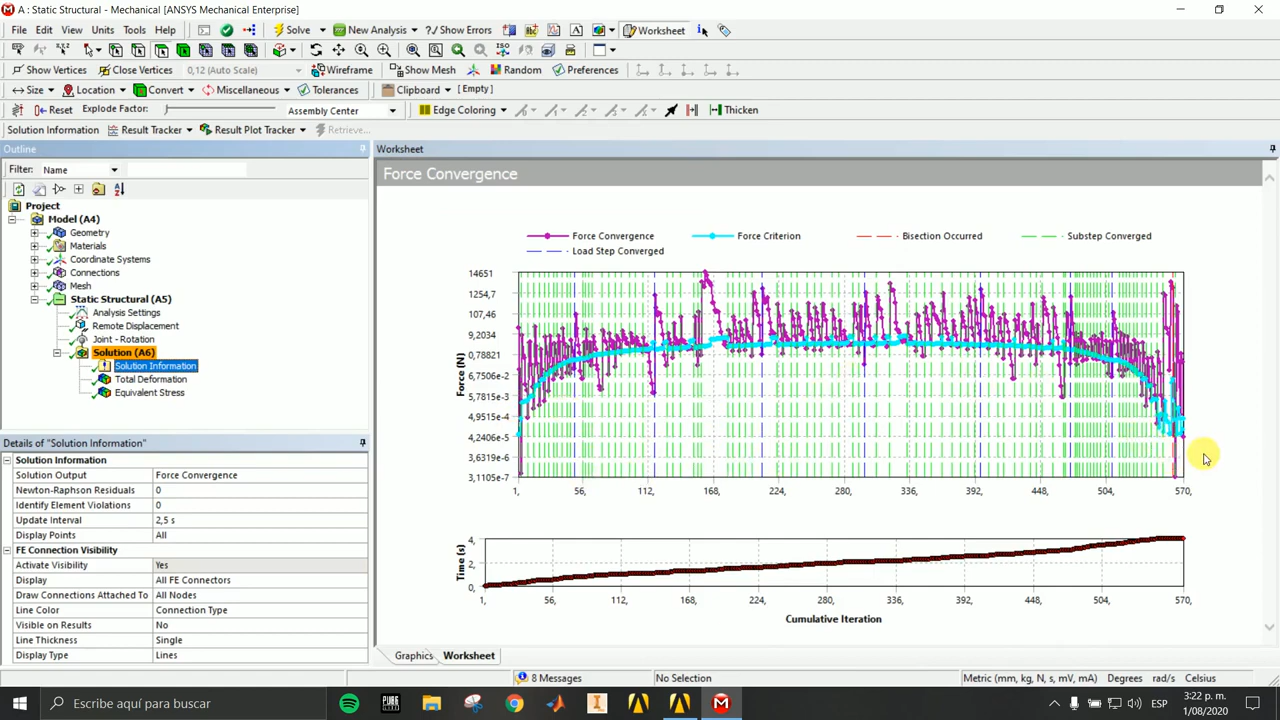 A : Static Structural - Mechanical [ANSYS Mechanical Enterprise]
File Edit View Units Tools Help Solve New Analysis Show Errors Worksheet
Show Vertices Close Vertices 0,12 (Auto Scale) Wireframe Show Mesh Random Preferences
Size Location Convert Miscellaneous Tolerances Clipboard [Empty]
Reset Explode Factor: Assembly Center Edge Coloring Thicken
Solution Information Result Tracker Result Plot Tracker Retrieve...
Outline
Filter: Name
Project
Model (A4)
Geometry
Materials
Coordinate Systems
Connections
Mesh
Static Structural (A5)
Analysis Settings
Remote Displacement
Joint - Rotation
Solution (A6)
Solution Information
Total Deformation
Equivalent Stress
Details of "Solution Information"
Solution Information
Solution Output Force Convergence
Newton-Raphson Residuals 0
Identify Element Violations 0
Update Interval 2,5 s
Display Points All
FE Connection Visibility
Activate Visibility Yes
Display All FE Connectors
Draw Connections Attached To All Nodes
Line Color Connection Type
Visible on Results No
Line Thickness Single
Display Type Lines
Worksheet
Force Convergence
Force Convergence Force Criterion Bisection Occurred Substep Converged
Load Step Converged
Force (N)
14651
1254,7
107,46
9,2034
0,78821
6,7506e-2
5,7815e-3
4,9515e-4
4,2406e-5
3,6319e-6
3,1105e-7
1, 56, 112, 168, 224, 280, 336, 392, 448, 504, 570,
Time (s)
4,
2,
0,
1, 56, 112, 168, 224, 280, 336, 392, 448, 504, 570,
Cumulative Iteration
Graphics Worksheet
8 Messages No Selection Metric (mm, kg, N, s, mV, mA) Degrees rad/s Celsius
Escribe aquí para buscar
ESP
3:22 p. m.
1/08/2020